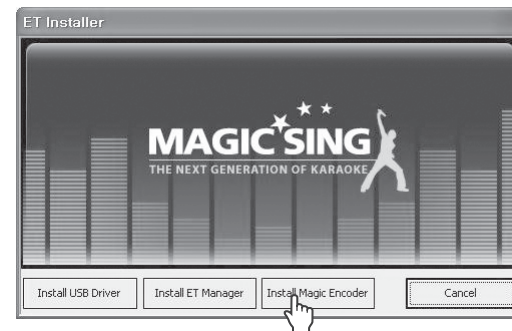 ET Installer
MAGIC SING
THE NEXT GENERATION OF KARAOKE
Install USB Driver Install ET Manager Install Magic Encoder Cancel